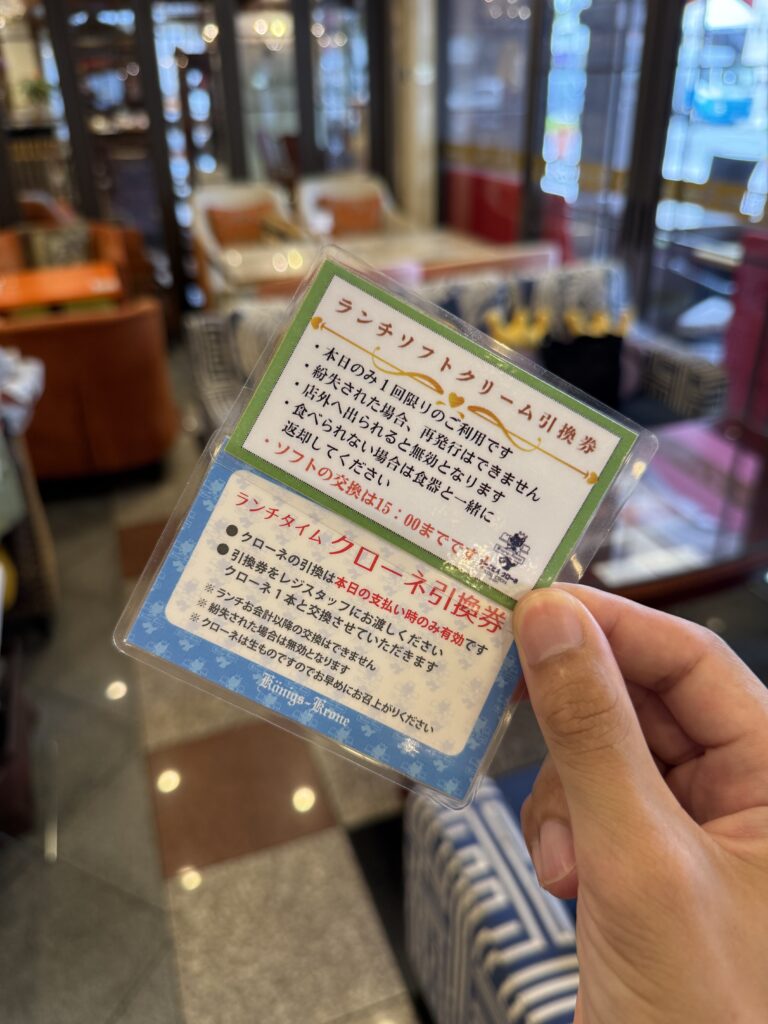 ランチソフトクリーム引換券
・本日のみ1回限りのご利用です
・紛失された場合、再発行はできません
・店外へ出られると無効となります
・食べられない場合は食器と一緒に
返却してください
・ソフトの交換は15：00までです
ランチタイム クローネ引換券
●クローネの引換は本日の支払い時のみ有効です
●引換券をレジスタッフにお渡しください
クローネ1本と交換させていただきます
※ランチお会計以降の交換はできません
※紛失された場合は無効となります
※クローネは生ものですのでお早めにお召上がりください
Königs-Krone